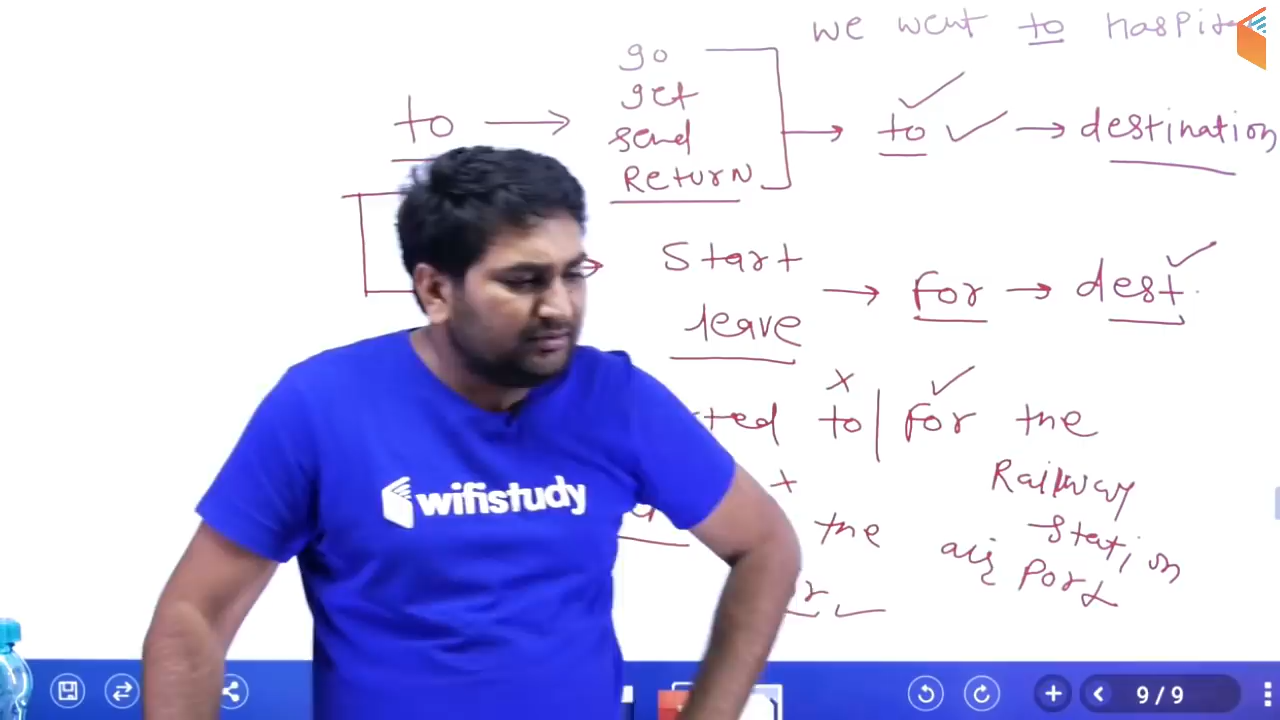 we went to haspita
go
get
to → send → to ✓ → destination
Return
Start
leave → for → dest
ted to | for the
Railway
Station
the air Port
wifistudy
9 / 9